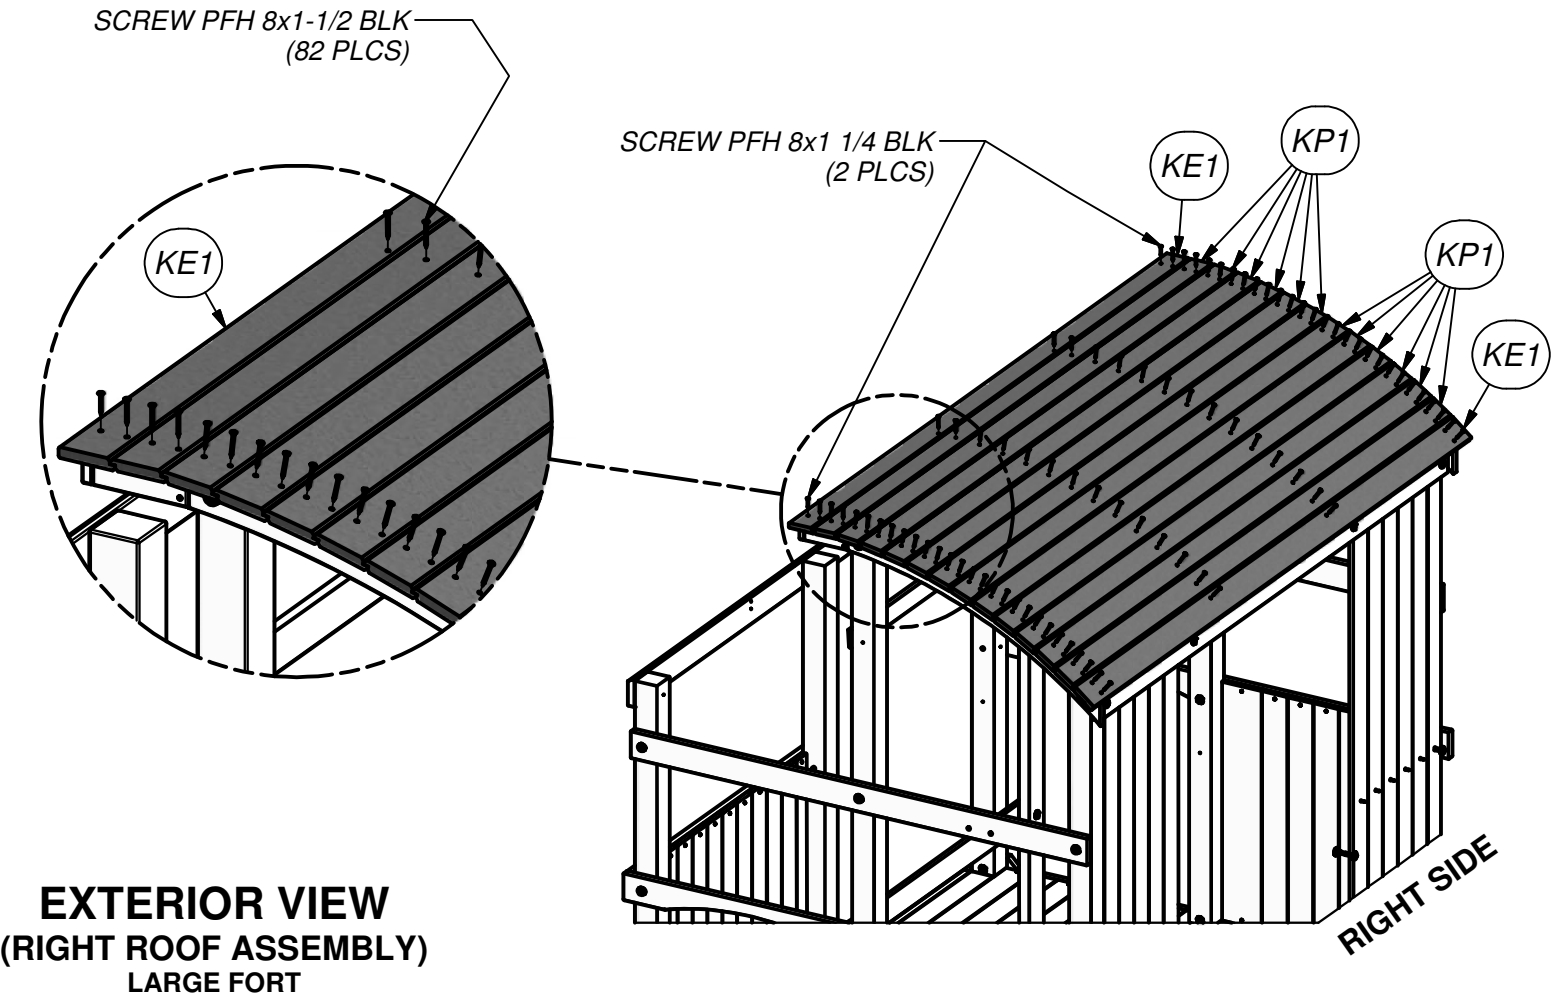 SCREW PFH 8x1-1/2 BLK
(82 PLCS)
SCREW PFH 8x1 1/4 BLK
(2 PLCS)
KE1
KP1
KP1
KE1
KE1
RIGHT SIDE
EXTERIOR VIEW
(RIGHT ROOF ASSEMBLY)
LARGE FORT